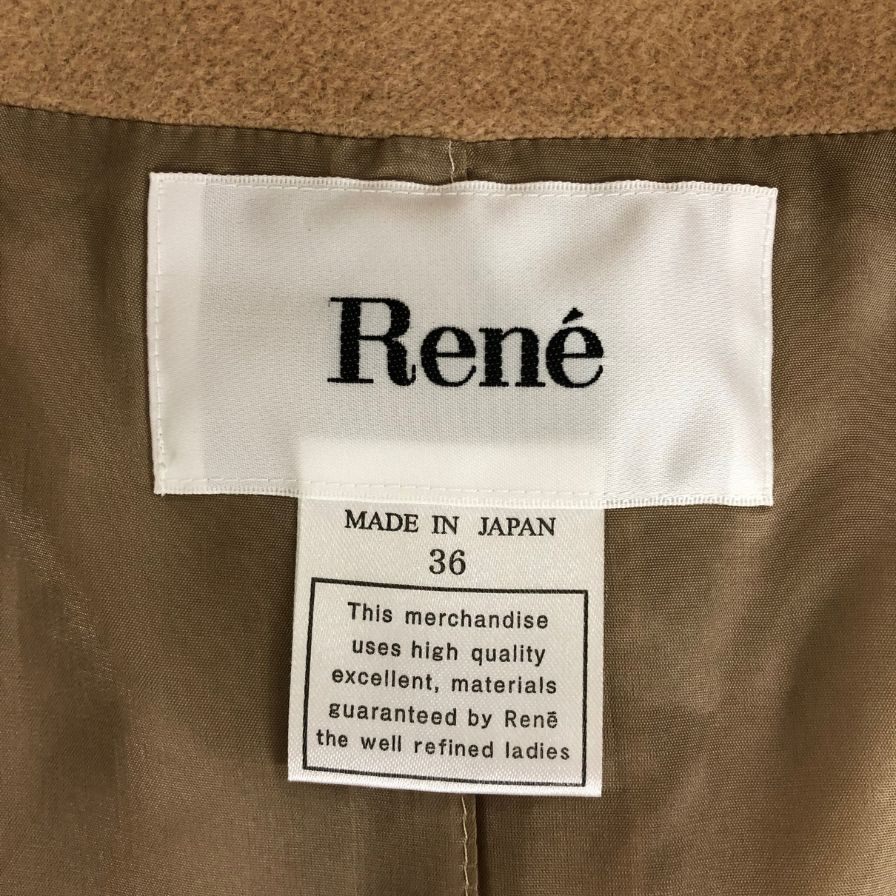 René
MADE IN JAPAN
36
This merchandise
uses high quality
excellent, materials
guaranteed by Renē
the well refined ladies